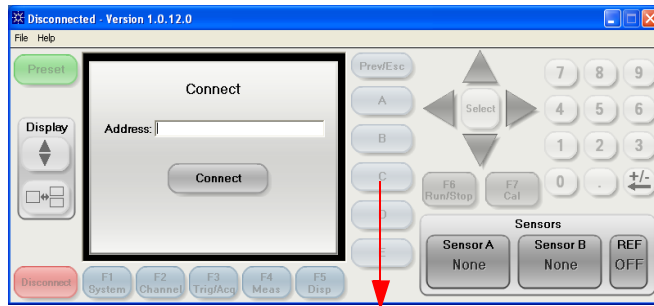 Disconnected - Version 1.0.12.0
File Help
Preset
Display
Disconnect
Connect
Address:
Connect
F1 System
F2 Channel
F3 Trig/Acq
F4 Meas
F5 Disp
Prev/Esc
A
B
C
D
E
Select
F6 Run/Stop
F7 Cal
7 8 9
4 5 6
1 2 3
0 . +/-
Sensors
Sensor A
None
Sensor B
None
REF
OFF